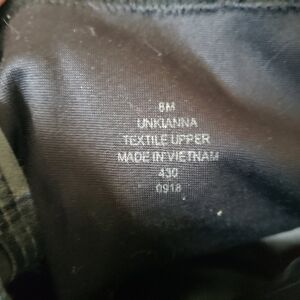 8M
UNKIANNA
TEXTILE UPPER
MADE IN VIETNAM
430
0918